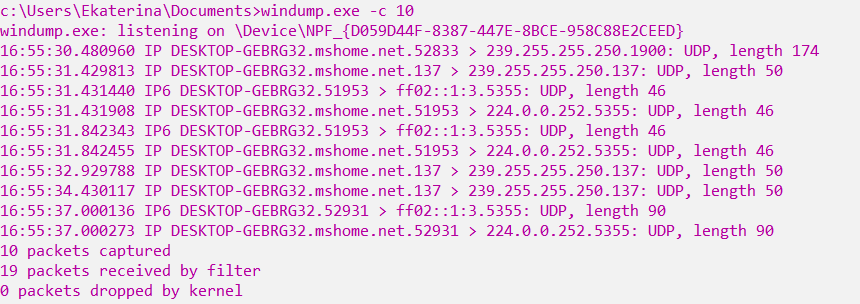 c:\Users\Ekaterina\Documents>windump.exe -c 10
windump.exe: listening on \Device\NPF_{D059D44F-8387-447E-8BCE-958C88E2CEED}
16:55:30.480960 IP DESKTOP-GEBRG32.mshome.net.52833 > 239.255.255.250.1900: UDP, length 174
16:55:31.429813 IP DESKTOP-GEBRG32.mshome.net.137 > 239.255.255.250.137: UDP, length 50
16:55:31.431440 IP6 DESKTOP-GEBRG32.51953 > ff02::1:3.5355: UDP, length 46
16:55:31.431908 IP DESKTOP-GEBRG32.mshome.net.51953 > 224.0.0.252.5355: UDP, length 46
16:55:31.842343 IP6 DESKTOP-GEBRG32.51953 > ff02::1:3.5355: UDP, length 46
16:55:31.842455 IP DESKTOP-GEBRG32.mshome.net.51953 > 224.0.0.252.5355: UDP, length 46
16:55:32.929788 IP DESKTOP-GEBRG32.mshome.net.137 > 239.255.255.250.137: UDP, length 50
16:55:34.430117 IP DESKTOP-GEBRG32.mshome.net.137 > 239.255.255.250.137: UDP, length 50
16:55:37.000136 IP6 DESKTOP-GEBRG32.52931 > ff02::1:3.5355: UDP, length 90
16:55:37.000273 IP DESKTOP-GEBRG32.mshome.net.52931 > 224.0.0.252.5355: UDP, length 90
10 packets captured
19 packets received by filter
0 packets dropped by kernel